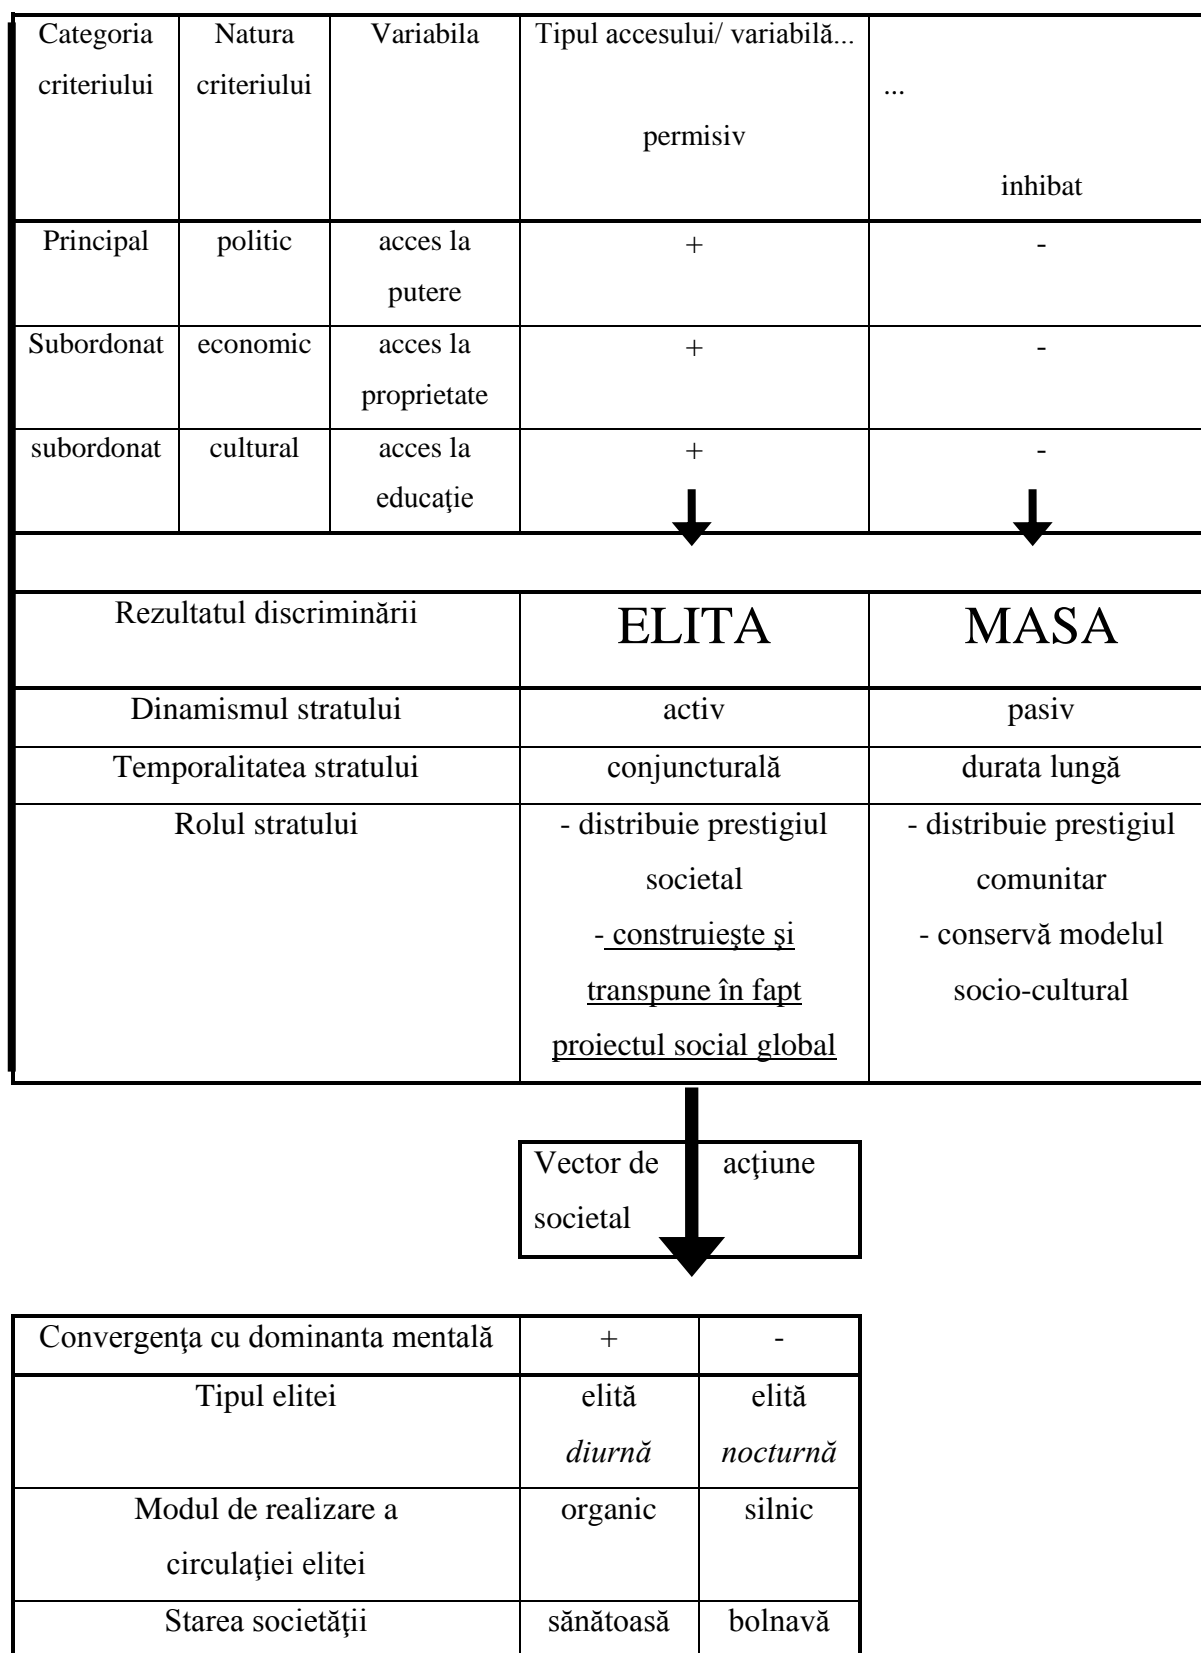 Categoria Natura Variabila Tipul accesului/ variabilă...
criteriului criteriului ...
permisiv
inhibat
Principal politic acces la + -
putere
Subordonat economic acces la + -
proprietate
subordonat cultural acces la + -
educaţie
Rezultatul discriminării ELITA MASA
Dinamismul stratului activ pasiv
Temporalitatea stratului conjuncturală durata lungă
Rolul stratului - distribuie prestigiul - distribuie prestigiul
societal comunitar
- construieşte şi - conservă modelul
transpune în fapt socio-cultural
proiectul social global
Vector de acţiune
societal
Convergenţa cu dominanta mentală + -
Tipul elitei elită elită
diurnă nocturnă
Modul de realizare a organic silnic
circulaţiei elitei
Starea societăţii sănătoasă bolnavă